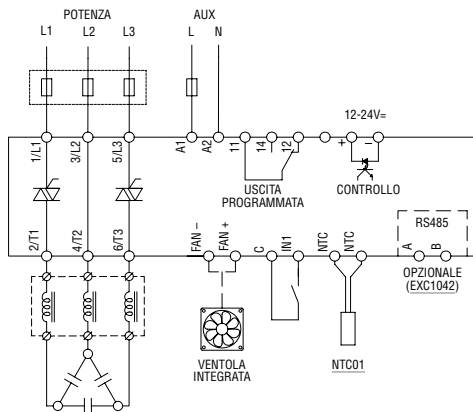 POTENZA
AUX
L1
L2
L3
L
N
12-24V=
1/L1
3/L2
5/L3
A1
A2
11
14
12
+
−
USCITA
PROGRAMMATA
CONTROLLO
RS485
2/T1
4/T2
6/T3
FAN -
FAN +
C
IN1
NTC
NTC
A
B
OPZIONALE
(EXC1042)
VENTOLA
INTEGRATA
NTC01